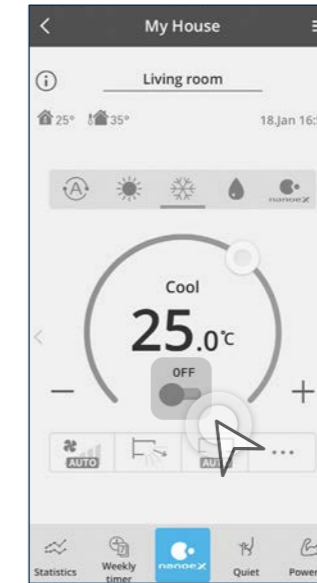 My House
Living room
25° 35° 18.Jan 16:
A nanoeX
Cool
25.0℃
OFF
AUTO AUTO
Statistics Weekly timer nanoeX Quiet Power